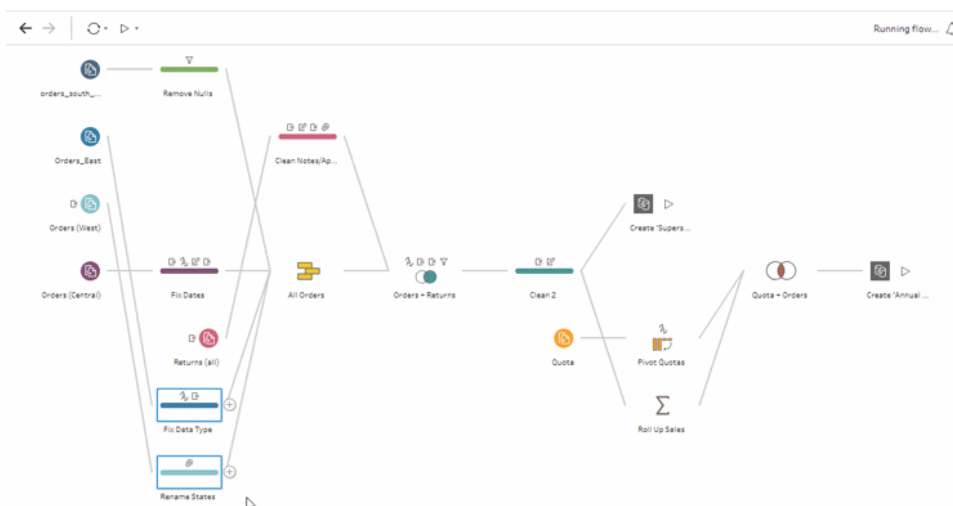 Running flow...
orders_south_...
Remove Nulls
Orders_East
Clean Notes/Ap...
Orders (West)
Create 'Supers...
Orders (Central)
Fix Dates
All Orders
Orders + Returns
Clean 2
Quota + Orders
Create 'Annual ...
Returns (all)
Quota
Pivot Quotas
Fix Data Type
Roll Up Sales
Rename States